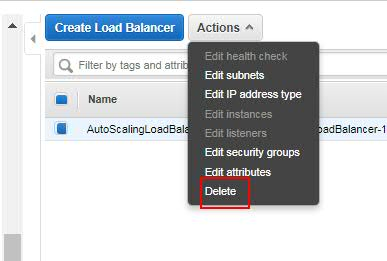 Create Load Balancer
Actions
Edit health check
Edit subnets
Filter by tags and attrib
Edit IP address type
Name
Edit instances
Edit listeners
AutoScalingLoadBala
oadBalancer-1
Edit security groups
Edit attributes
Delete